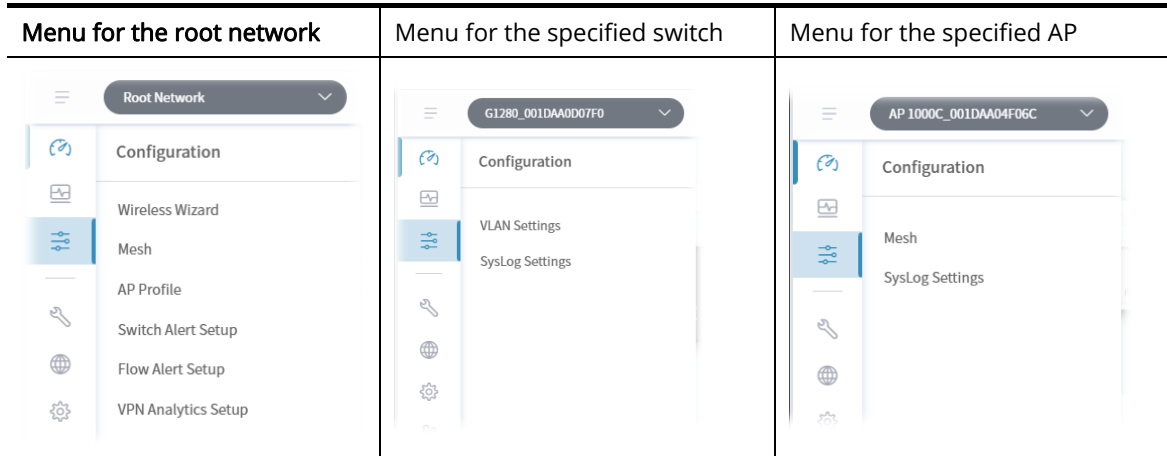 Menu for the root network
Menu for the specified switch
Menu for the specified AP
Root Network
Configuration
Wireless Wizard
Mesh
AP Profile
Switch Alert Setup
Flow Alert Setup
VPN Analytics Setup
G1280_001DAA0D07F0
Configuration
VLAN Settings
SysLog Settings
AP 1000C_001DAA04F06C
Configuration
Mesh
SysLog Settings